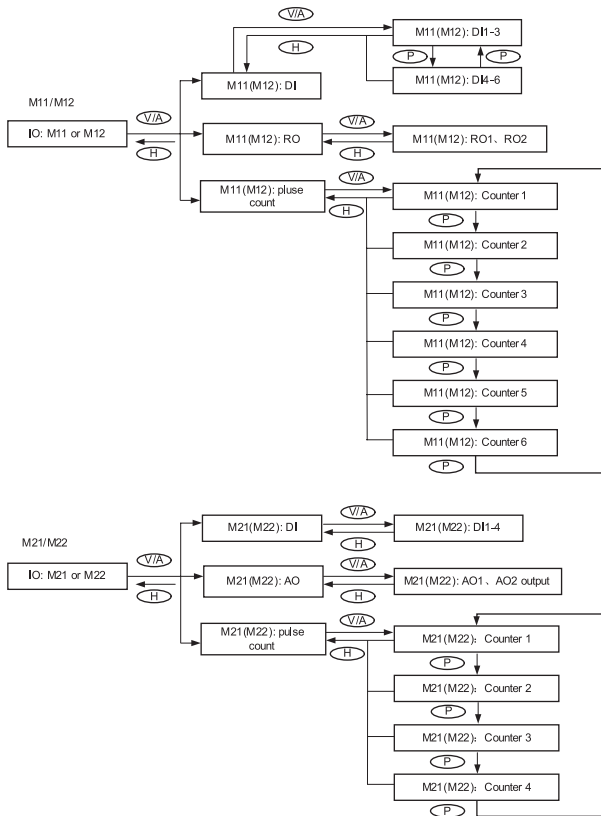 V/A
M11(M12): DI1-3
H
P
P
M11(M12): DI
M11(M12): DI4-6
M11/M12
V/A
V/A
IO: M11 or M12
M11(M12): RO
M11(M12): RO1、RO2
H
H
V/A
M11(M12): pluse
count
M11(M12): Counter 1
H
P
M11(M12): Counter 2
P
M11(M12): Counter 3
P
M11(M12): Counter 4
P
M11(M12): Counter 5
P
M11(M12): Counter 6
P
V/A
M21(M22): DI
M21(M22): DI1-4
M21/M22
H
V/A
V/A
IO: M21 or M22
M21(M22): AO
M21(M22): AO1、AO2 output
H
H
V/A
M21(M22): pulse
count
M21(M22): Counter 1
H
P
M21(M22): Counter 2
P
M21(M22): Counter 3
P
M21(M22): Counter 4
P